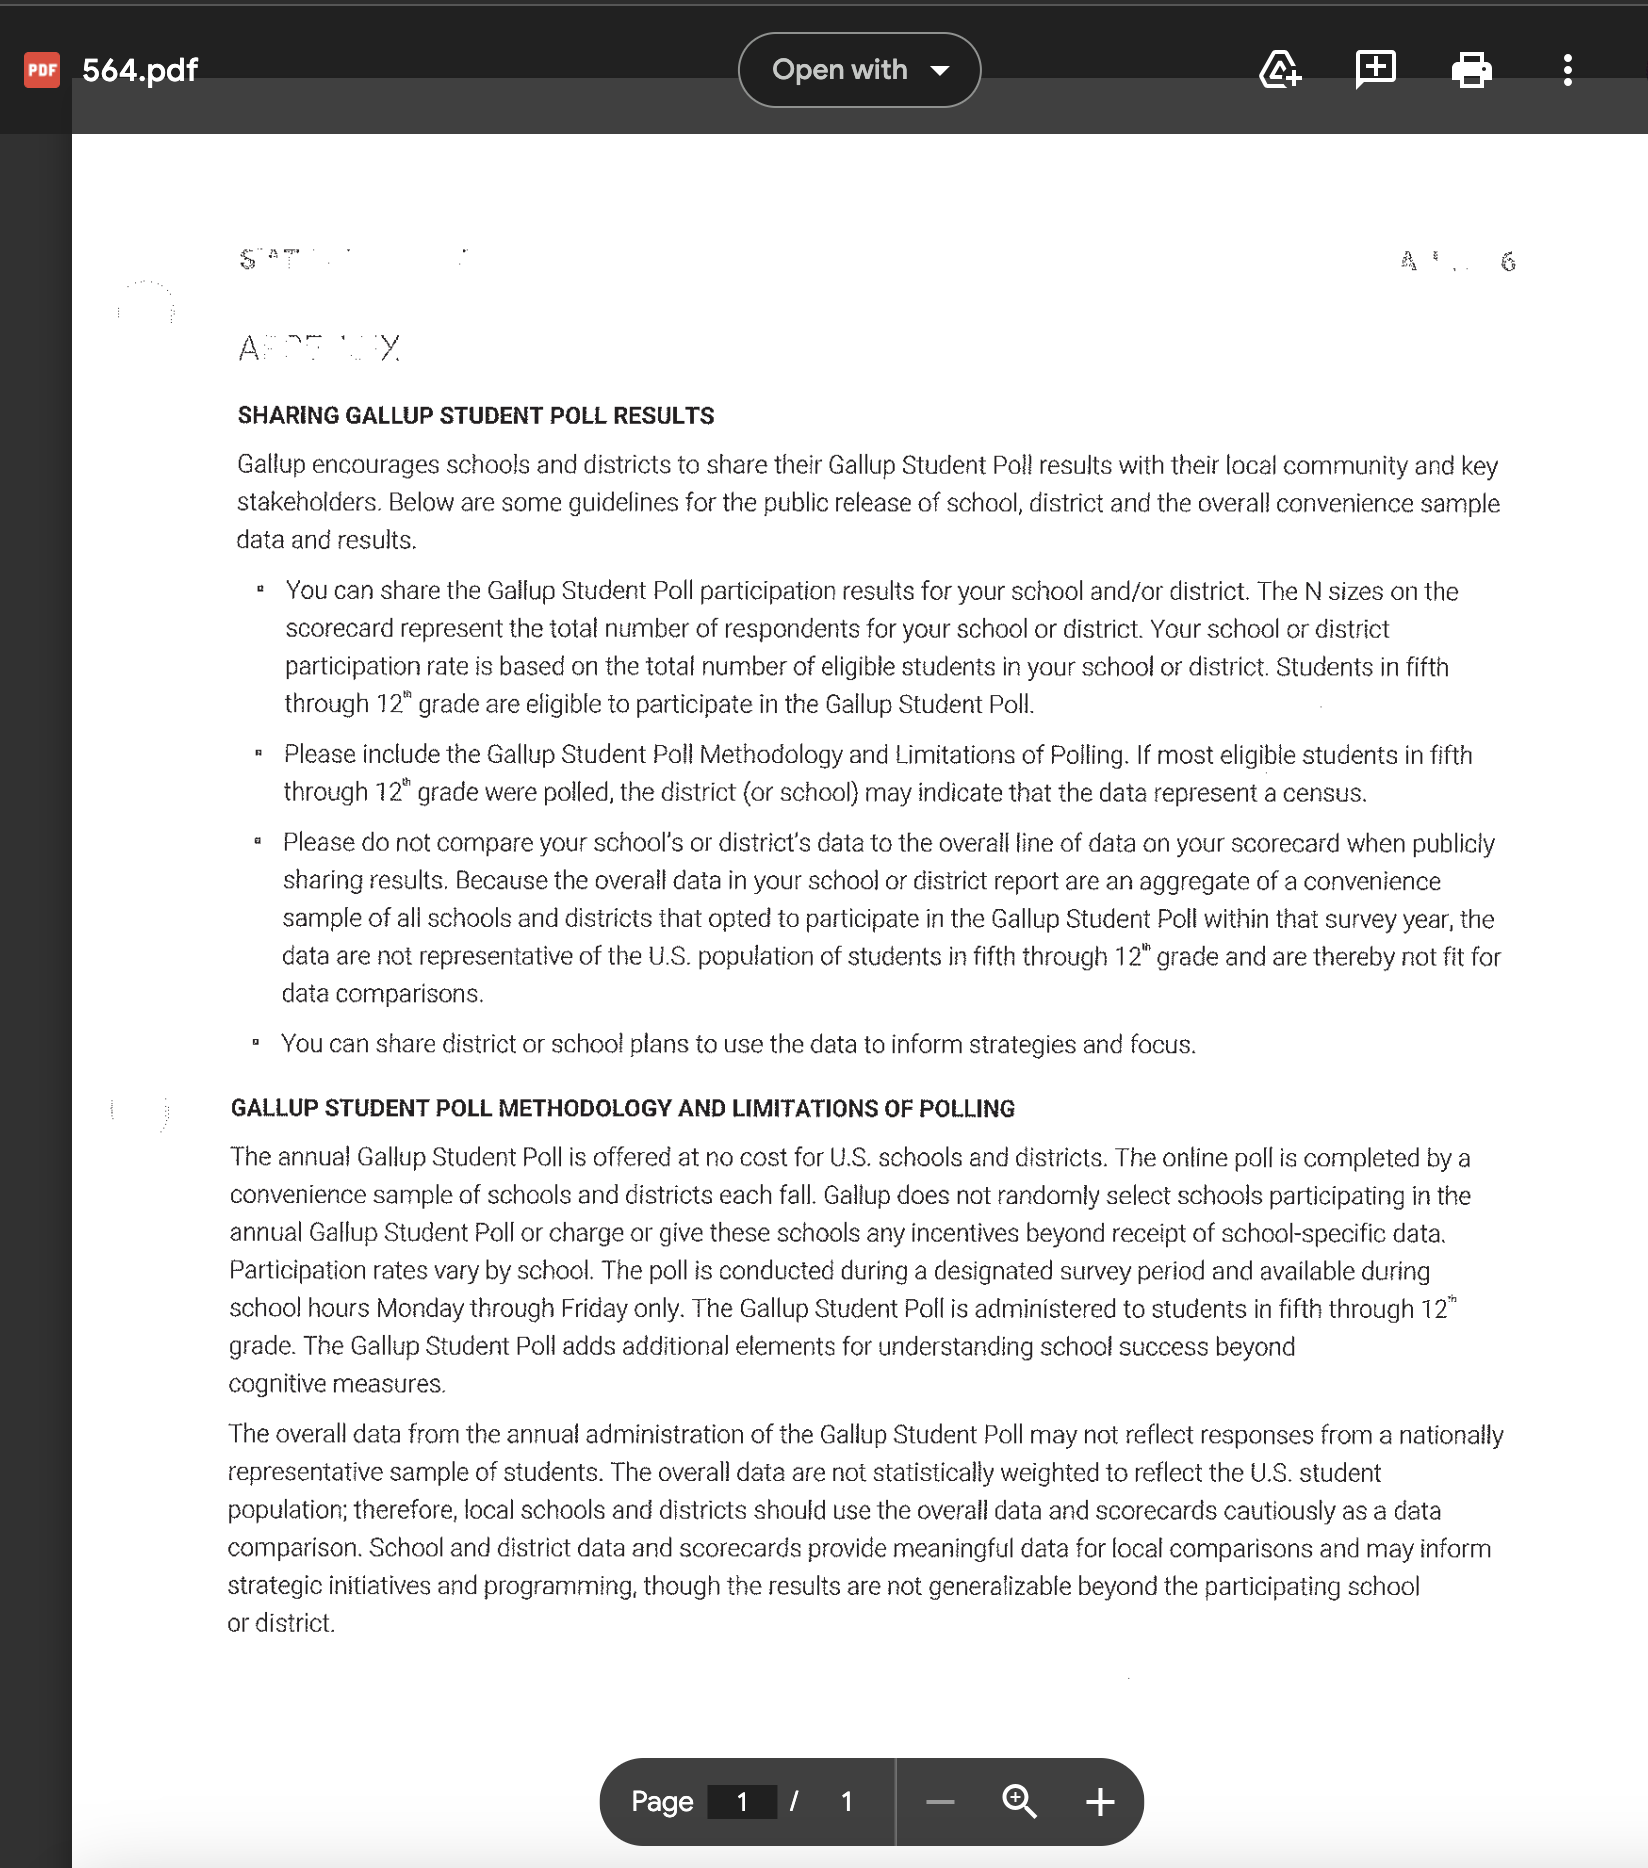 PDF 564.pdf
Open with
SHARING GALLUP STUDENT POLL RESULTS
Gallup encourages schools and districts to share their Gallup Student Poll results with their local community and key
stakeholders. Below are some guidelines for the public release of school, district and the overall convenience sample
data and results.
▫ You can share the Gallup Student Poll participation results for your school and/or district. The N sizes on the
scorecard represent the total number of respondents for your school or district. Your school or district
participation rate is based on the total number of eligible students in your school or district. Students in fifth
through 12th grade are eligible to participate in the Gallup Student Poll.
▫ Please include the Gallup Student Poll Methodology and Limitations of Polling. If most eligible students in fifth
through 12th grade were polled, the district (or school) may indicate that the data represent a census.
▫ Please do not compare your school's or district's data to the overall line of data on your scorecard when publicly
sharing results. Because the overall data in your school or district report are an aggregate of a convenience
sample of all schools and districts that opted to participate in the Gallup Student Poll within that survey year, the
data are not representative of the U.S. population of students in fifth through 12th grade and are thereby not fit for
data comparisons.
▫ You can share district or school plans to use the data to inform strategies and focus.
GALLUP STUDENT POLL METHODOLOGY AND LIMITATIONS OF POLLING
The annual Gallup Student Poll is offered at no cost for U.S. schools and districts. The online poll is completed by a
convenience sample of schools and districts each fall. Gallup does not randomly select schools participating in the
annual Gallup Student Poll or charge or give these schools any incentives beyond receipt of school-specific data.
Participation rates vary by school. The poll is conducted during a designated survey period and available during
school hours Monday through Friday only. The Gallup Student Poll is administered to students in fifth through 12th
grade. The Gallup Student Poll adds additional elements for understanding school success beyond
cognitive measures.
The overall data from the annual administration of the Gallup Student Poll may not reflect responses from a nationally
representative sample of students. The overall data are not statistically weighted to reflect the U.S. student
population; therefore, local schools and districts should use the overall data and scorecards cautiously as a data
comparison. School and district data and scorecards provide meaningful data for local comparisons and may inform
strategic initiatives and programming, though the results are not generalizable beyond the participating school
or district.
Page 1 / 1